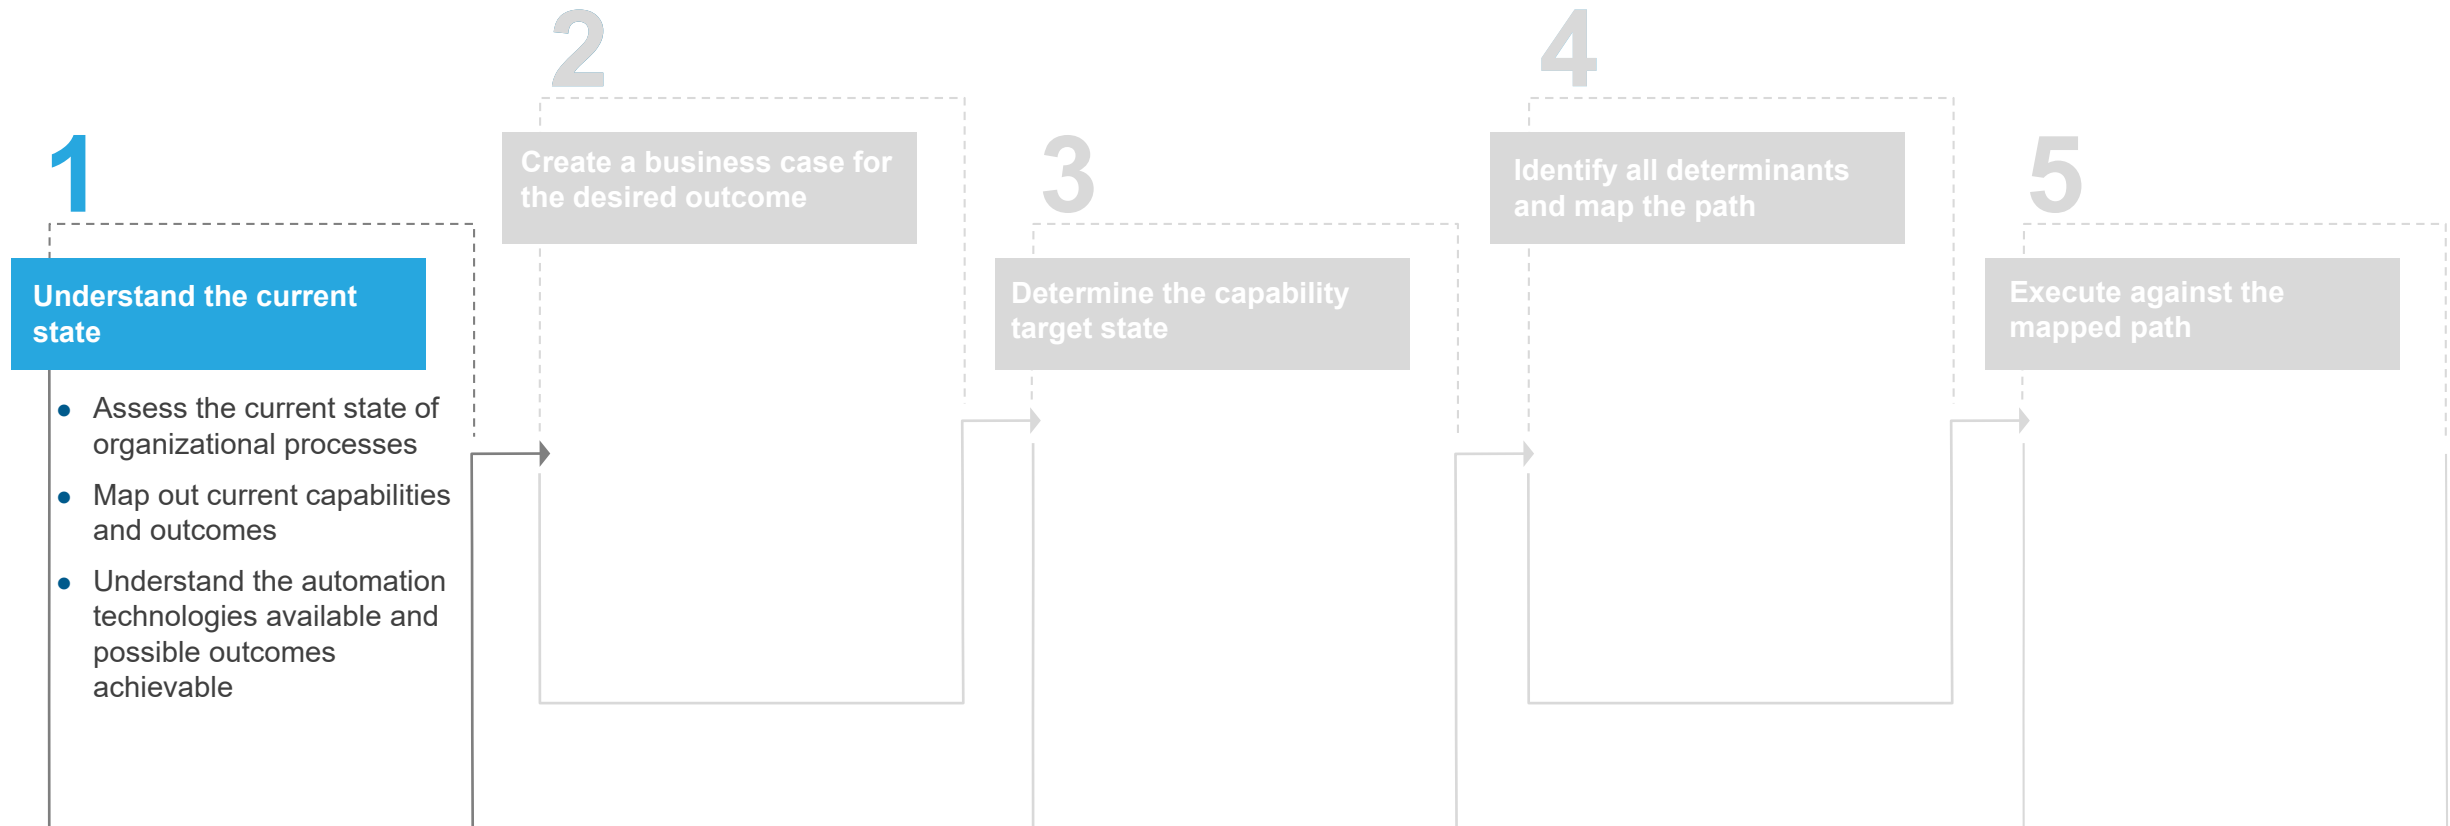 1
Understand the current
state
● Assess the current state of
organizational processes
● Map out current capabilities
and outcomes
● Understand the automation
technologies available and
possible outcomes
achievable
2
Create a business case for
the desired outcome
3
Determine the capability
target state
4
Identify all determinants
and map the path
5
Execute against the
mapped path